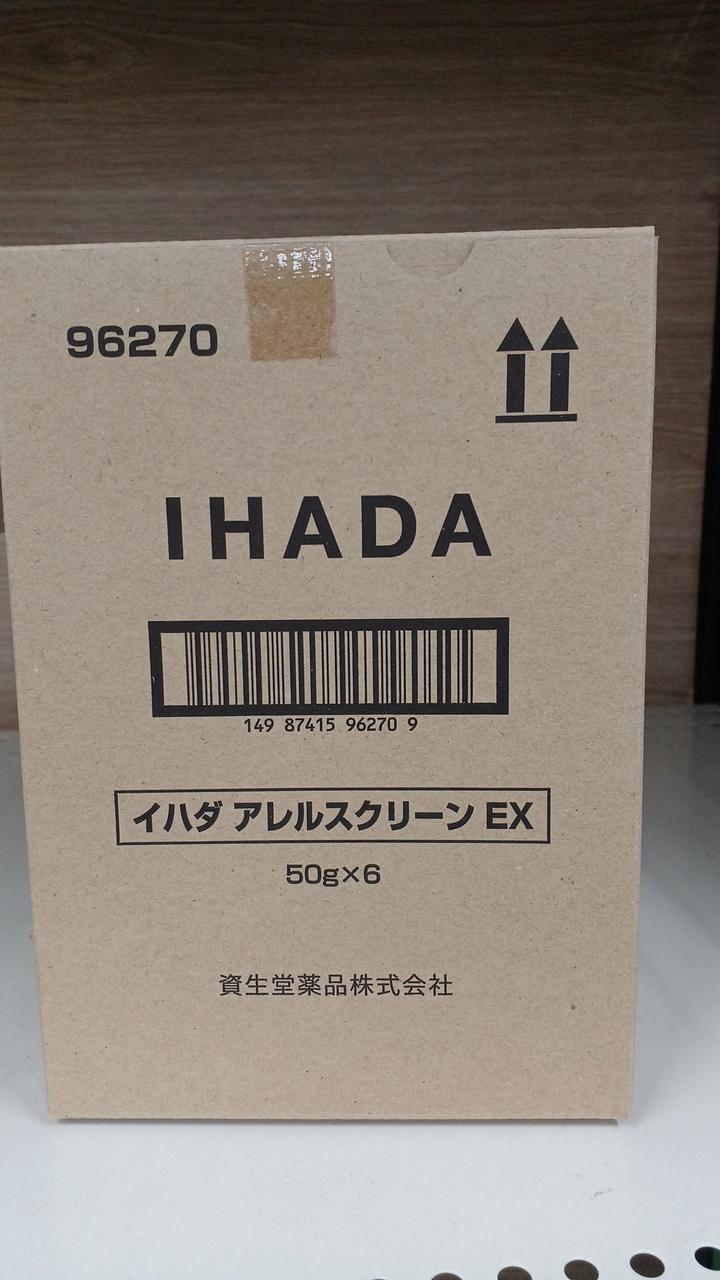 96270
IHADA
149 87415 96270 9
イハダ アレルスクリーン EX
50g×6
資生堂薬品株式会社